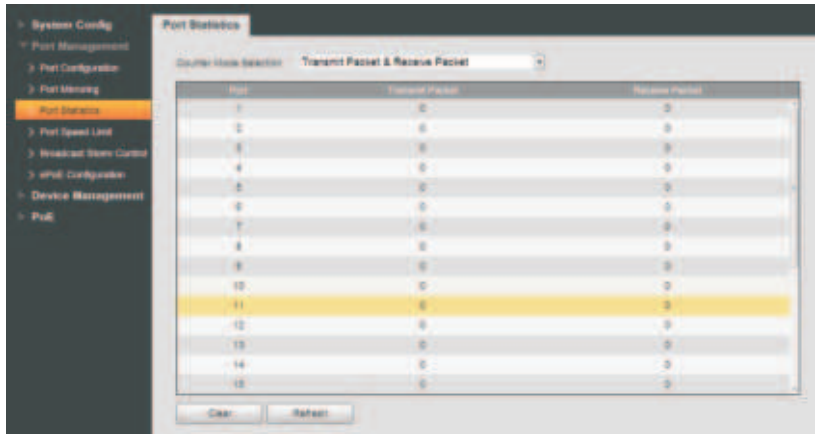 System Config
Port Management
Port Configuration
Port Mirroring
Port Statistics
Port Speed Limit
Broadcast Storm Control
ePoE Configuration
Device Management
PoE
Port Statistics
Counter Mode Selection Transmit Packet & Receive Packet
Port Transmit Packet Receive Packet
1 0 0
2 0 0
3 0 0
4 0 0
5 0 0
6 0 0
7 0 0
8 0 0
9 0 0
10 0 0
11 0 0
12 0 0
13 0 0
14 0 0
15 0 0
Clear Refresh